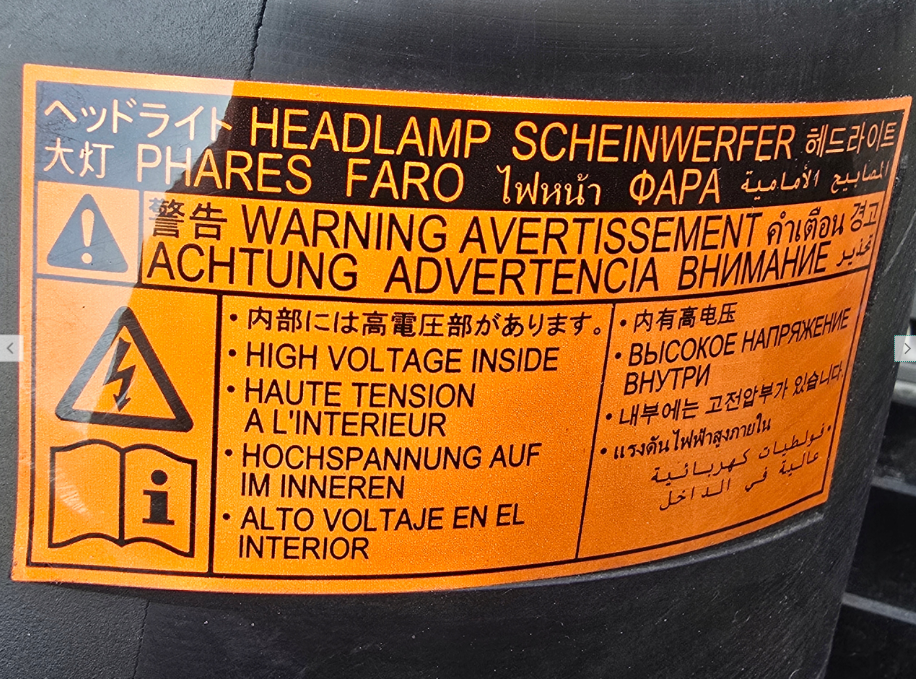 ヘッドライト HEADLAMP SCHEINWERFER 헤드라이트
大灯 PHARES FARO ไฟหน้า ФАРА المصابيح الأمامية
警告 WARNING AVERTISSEMENT คำเตือน 경고
ACHTUNG ADVERTENCIA ВНИМАНИЕ تحذير
・内部には高電圧部があります。
・HIGH VOLTAGE INSIDE
・HAUTE TENSION
A L'INTERIEUR
・HOCHSPANNUNG AUF
IM INNEREN
・ALTO VOLTAJE EN EL
INTERIOR
・内有高电压
・ВЫСОКОЕ НАПРЯЖЕНИЕ
ВНУТРИ
・내부에는 고전압부가 있습니다.
・แรงดันไฟฟ้าสูงภายใน
・فولطيات كهربائية
عالية في الداخل